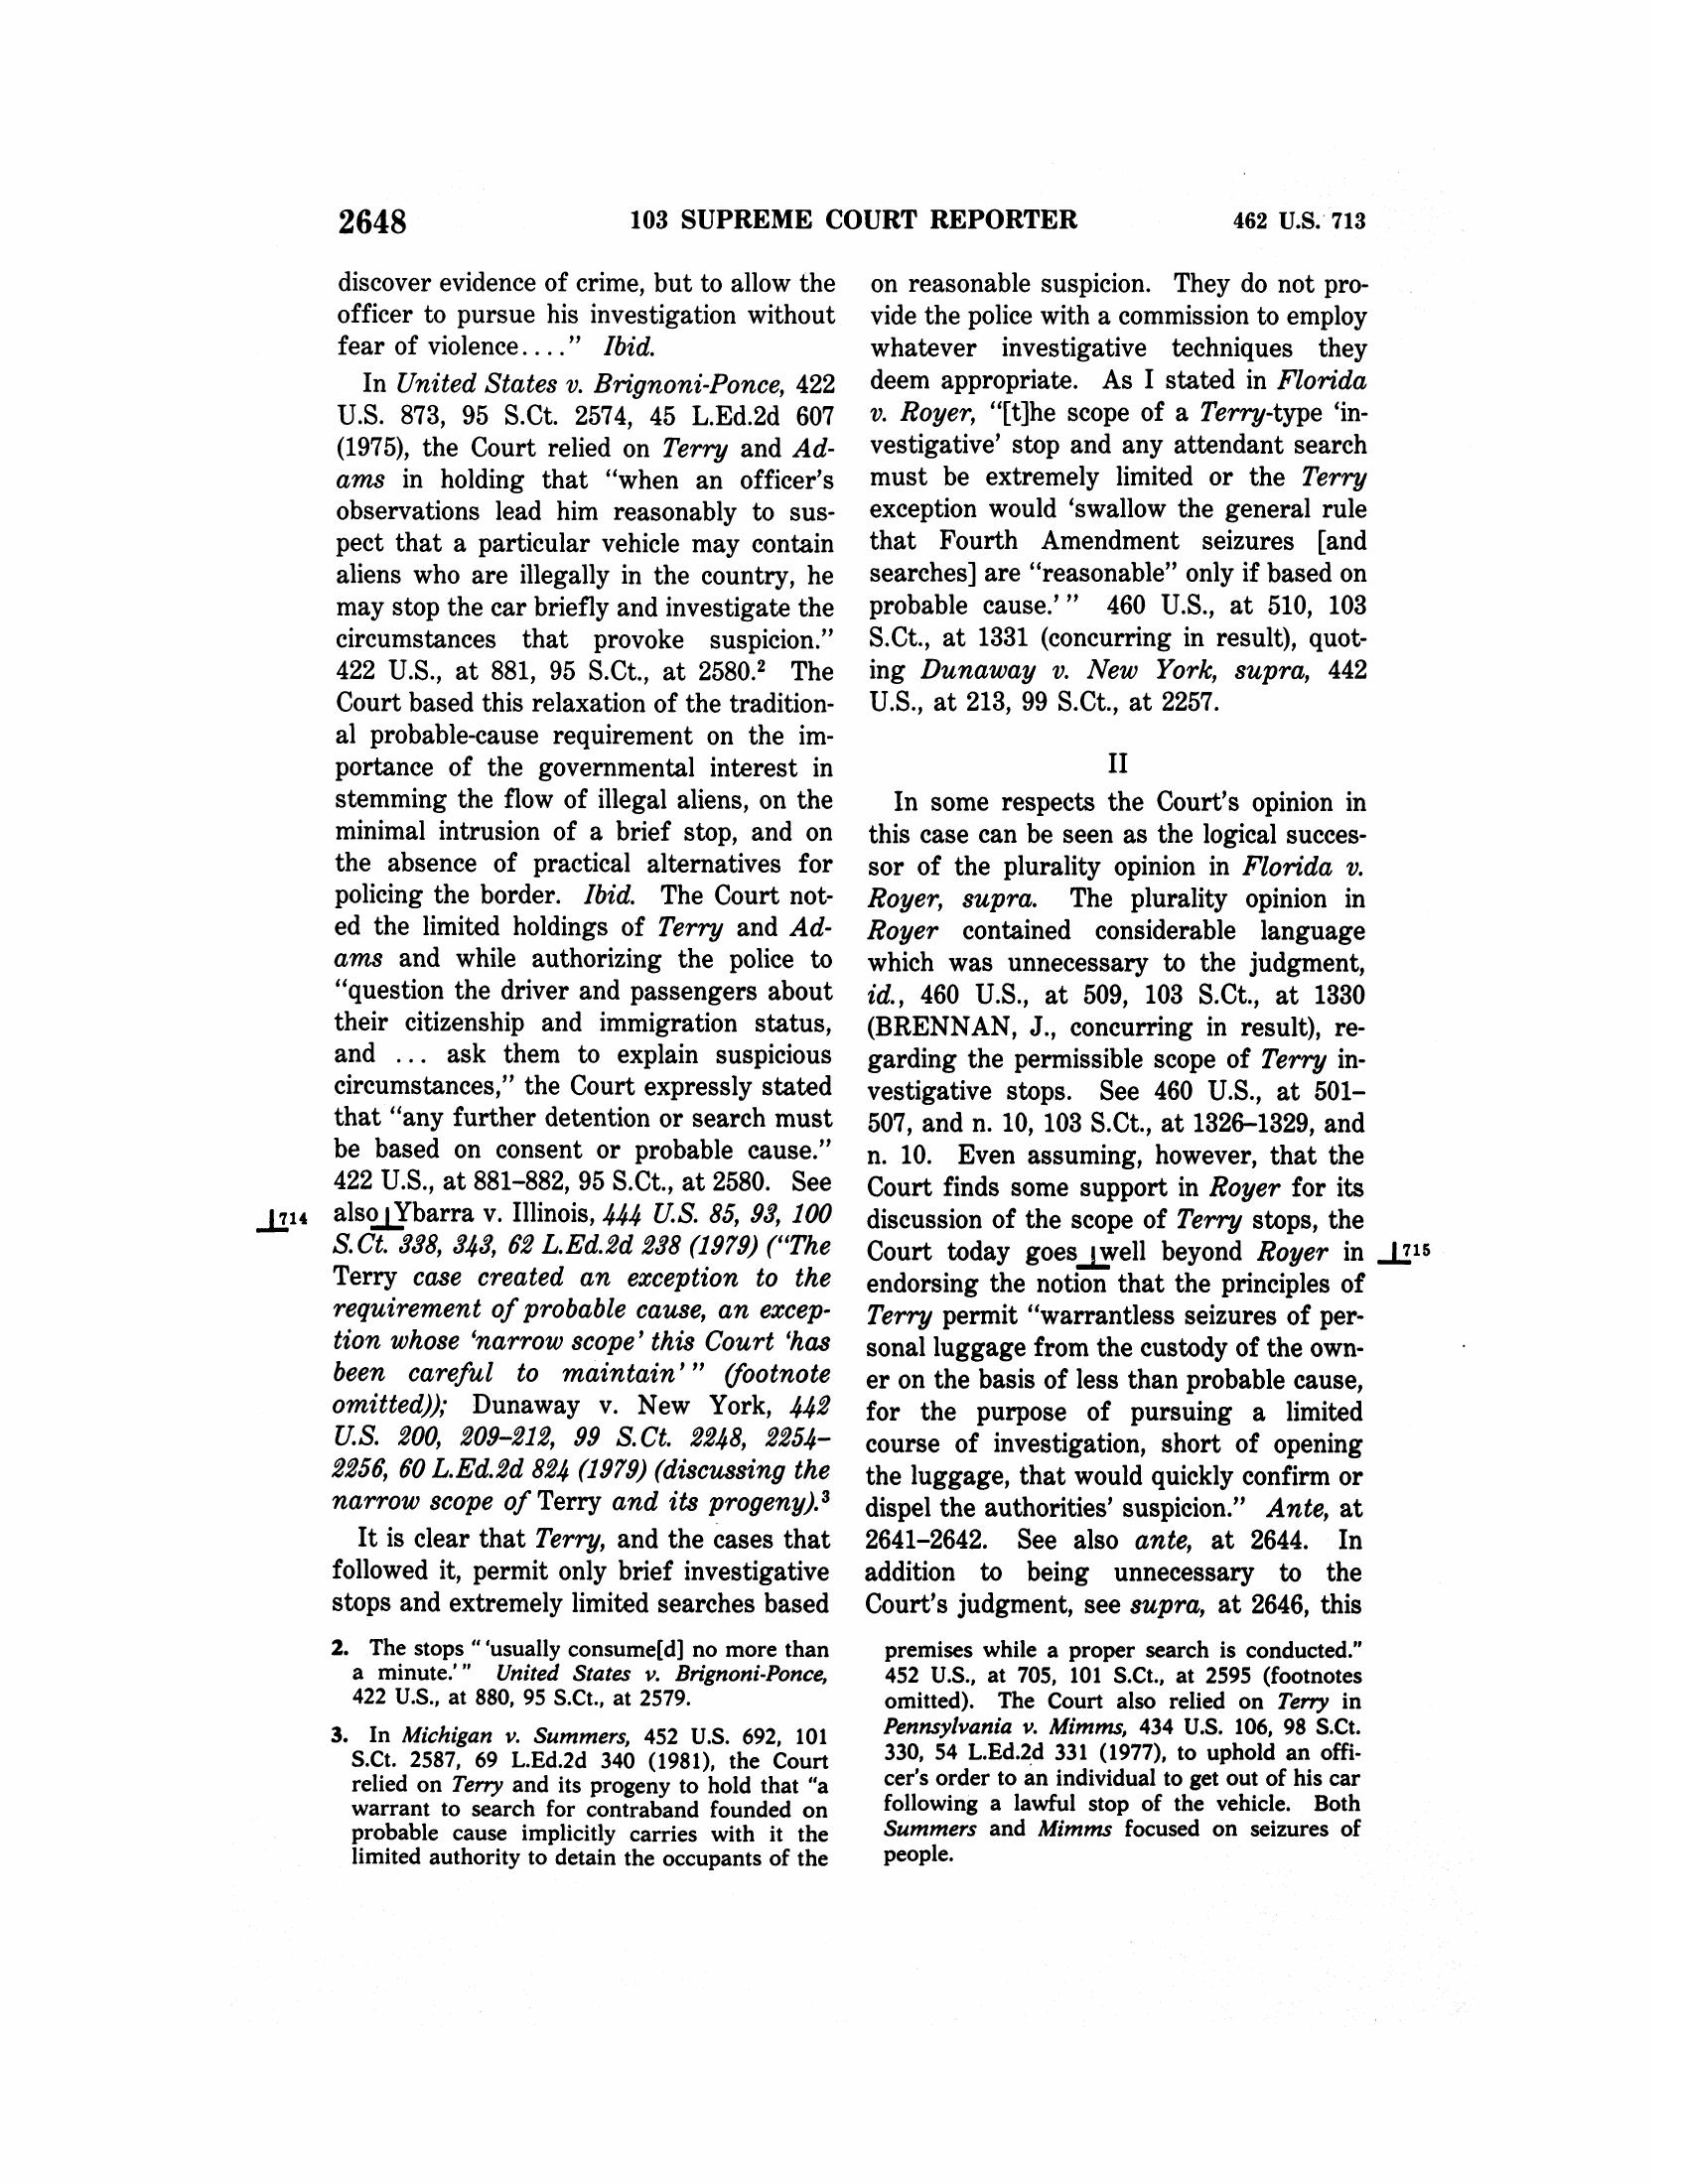 2648
103 SUPREME COURT REPORTER
462 U.S. 713
discover evidence of crime, but to allow the
officer to pursue his investigation without
fear of violence...." Ibid.
In United States v. Brignoni-Ponce, 422
U.S. 873, 95 S.Ct. 2574, 45 L.Ed.2d 607
(1975), the Court relied on Terry and Ad-
ams in holding that "when an officer's
observations lead him reasonably to sus-
pect that a particular vehicle may contain
aliens who are illegally in the country, he
may stop the car briefly and investigate the
circumstances that provoke suspicion."
422 U.S., at 881, 95 S.Ct., at 2580.2 The
Court based this relaxation of the tradition-
al probable-cause requirement on the im-
portance of the governmental interest in
stemming the flow of illegal aliens, on the
minimal intrusion of a brief stop, and on
the absence of practical alternatives for
policing the border. Ibid. The Court not-
ed the limited holdings of Terry and Ad-
ams and while authorizing the police to
"question the driver and passengers about
their citizenship and immigration status,
and ... ask them to explain suspicious
circumstances," the Court expressly stated
that "any further detention or search must
be based on consent or probable cause."
422 U.S., at 881–882, 95 S.Ct., at 2580. See
714 also Ybarra v. Illinois, 444 U.S. 85, 93, 100
S.Ct. 338, 343, 62 L.Ed.2d 238 (1979) ("The
Terry case created an exception to the
requirement of probable cause, an excep-
tion whose 'narrow scope' this Court 'has
been careful to maintain' " (footnote
omitted)); Dunaway v. New York, 442
U.S. 200, 209–212, 99 S.Ct. 2248, 2254–
2256, 60 L.Ed.2d 824 (1979) (discussing the
narrow scope of Terry and its progeny).3
It is clear that Terry, and the cases that
followed it, permit only brief investigative
stops and extremely limited searches based
2. The stops " 'usually consume[d] no more than
a minute.' " United States v. Brignoni-Ponce,
422 U.S., at 880, 95 S.Ct., at 2579.
3. In Michigan v. Summers, 452 U.S. 692, 101
S.Ct. 2587, 69 L.Ed.2d 340 (1981), the Court
relied on Terry and its progeny to hold that "a
warrant to search for contraband founded on
probable cause implicitly carries with it the
limited authority to detain the occupants of the
on reasonable suspicion. They do not pro-
vide the police with a commission to employ
whatever investigative techniques they
deem appropriate. As I stated in Florida
v. Royer, "[t]he scope of a Terry-type 'in-
vestigative' stop and any attendant search
must be extremely limited or the Terry
exception would 'swallow the general rule
that Fourth Amendment seizures [and
searches] are "reasonable" only if based on
probable cause.' " 460 U.S., at 510, 103
S.Ct., at 1331 (concurring in result), quot-
ing Dunaway v. New York, supra, 442
U.S., at 213, 99 S.Ct., at 2257.
II
In some respects the Court's opinion in
this case can be seen as the logical succes-
sor of the plurality opinion in Florida v.
Royer, supra. The plurality opinion in
Royer contained considerable language
which was unnecessary to the judgment,
id., 460 U.S., at 509, 103 S.Ct., at 1330
(BRENNAN, J., concurring in result), re-
garding the permissible scope of Terry in-
vestigative stops. See 460 U.S., at 501–
507, and n. 10, 103 S.Ct., at 1326–1329, and
n. 10. Even assuming, however, that the
Court finds some support in Royer for its
discussion of the scope of Terry stops, the
Court today goes well beyond Royer in 715
endorsing the notion that the principles of
Terry permit "warrantless seizures of per-
sonal luggage from the custody of the own-
er on the basis of less than probable cause,
for the purpose of pursuing a limited
course of investigation, short of opening
the luggage, that would quickly confirm or
dispel the authorities' suspicion." Ante, at
2641–2642. See also ante, at 2644. In
addition to being unnecessary to the
Court's judgment, see supra, at 2646, this
premises while a proper search is conducted."
452 U.S., at 705, 101 S.Ct., at 2595 (footnotes
omitted). The Court also relied on Terry in
Pennsylvania v. Mimms, 434 U.S. 106, 98 S.Ct.
330, 54 L.Ed.2d 331 (1977), to uphold an offi-
cer's order to an individual to get out of his car
following a lawful stop of the vehicle. Both
Summers and Mimms focused on seizures of
people.